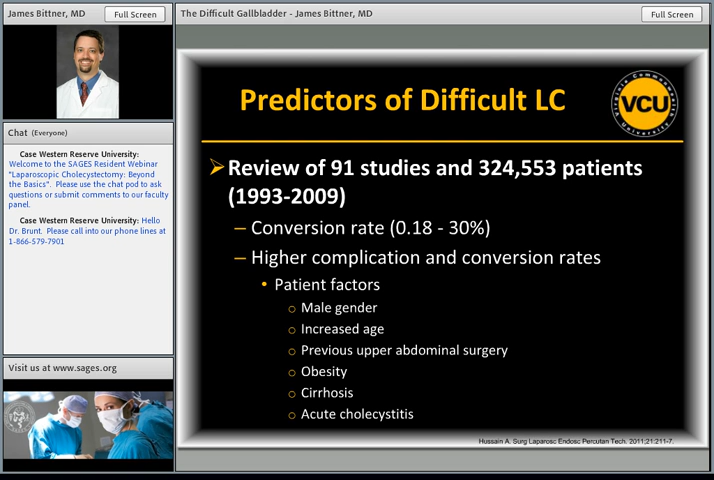 James Bittner, MD
Full Screen
Chat (Everyone)
Case Western Reserve University:
Welcome to the SAGES Resident Webinar
"Laparoscopic Cholecystectomy: Beyond
the Basics". Please use the chat pod to ask
questions or submit comments to our faculty
panel.
Case Western Reserve University: Hello
Dr. Brunt. Please call into our phone lines at
1-866-579-7901
Visit us at www.sages.org
The Difficult Gallbladder - James Bittner, MD
Full Screen
Predictors of Difficult LC
Virginia Commonwealth
VCU
University
Review of 91 studies and 324,553 patients
(1993-2009)
– Conversion rate (0.18 - 30%)
– Higher complication and conversion rates
• Patient factors
o Male gender
o Increased age
o Previous upper abdominal surgery
o Obesity
o Cirrhosis
o Acute cholecystitis
Hussain A. Surg Laparosc Endosc Percutan Tech. 2011;21:211-7.